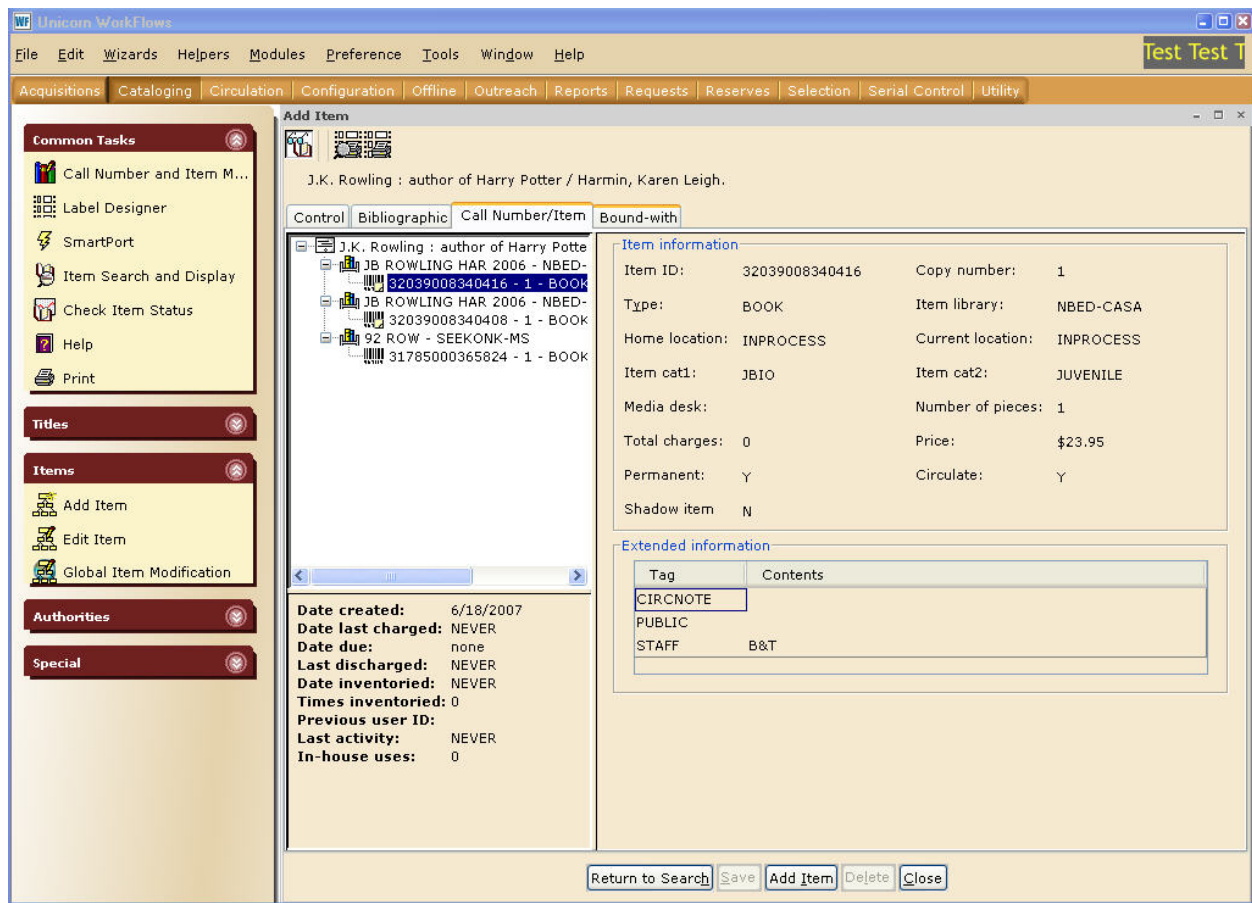 WF Unicorn WorkFlows
File Edit Wizards Helpers Modules Preference Tools Window Help
Test Test T
Acquisitions Cataloging Circulation Configuration Offline Outreach Reports Requests Reserves Selection Serial Control Utility
Common Tasks
Call Number and Item M...
Label Designer
SmartPort
Item Search and Display
Check Item Status
Help
Print
Titles
Items
Add Item
Edit Item
Global Item Modification
Authorities
Special
Add Item
J.K. Rowling : author of Harry Potter / Harmin, Karen Leigh.
Control Bibliographic Call Number/Item Bound-with
J.K. Rowling : author of Harry Potte
JB ROWLING HAR 2006 - NBED-
32039008340416 - 1 - BOOK
JB ROWLING HAR 2006 - NBED-
32039008340408 - 1 - BOOK
92 ROW - SEEKONK-MS
31785000365824 - 1 - BOOK
Date created: 6/18/2007
Date last charged: NEVER
Date due: none
Last discharged: NEVER
Date inventoried: NEVER
Times inventoried: 0
Previous user ID:
Last activity: NEVER
In-house uses: 0
Item information
Item ID: 32039008340416 Copy number: 1
Type: BOOK Item library: NBED-CASA
Home location: INPROCESS Current location: INPROCESS
Item cat1: JBIO Item cat2: JUVENILE
Media desk: Number of pieces: 1
Total charges: 0 Price: $23.95
Permanent: Y Circulate: Y
Shadow item N
Extended information
Tag Contents
CIRCNOTE
PUBLIC
STAFF B&T
Return to Search Save Add Item Delete Close